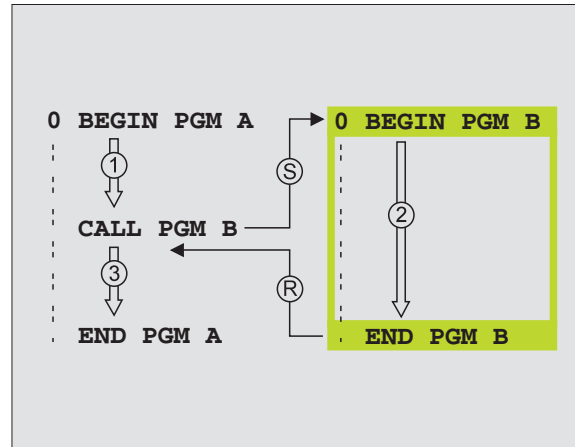 0 BEGIN PGM A
1
CALL PGM B
3
END PGM A
S
R
0 BEGIN PGM B
2
END PGM B